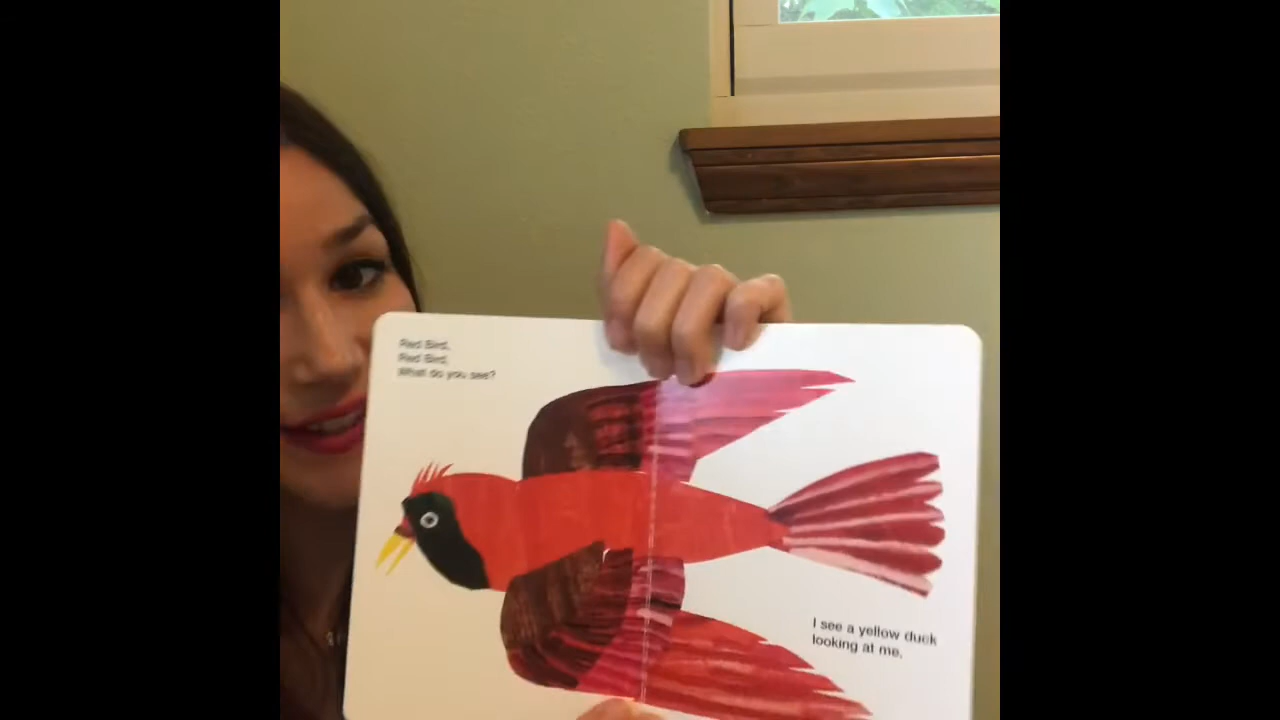 Red Bird,
Red Bird,
What do you see?
I see a yellow duck
looking at me.